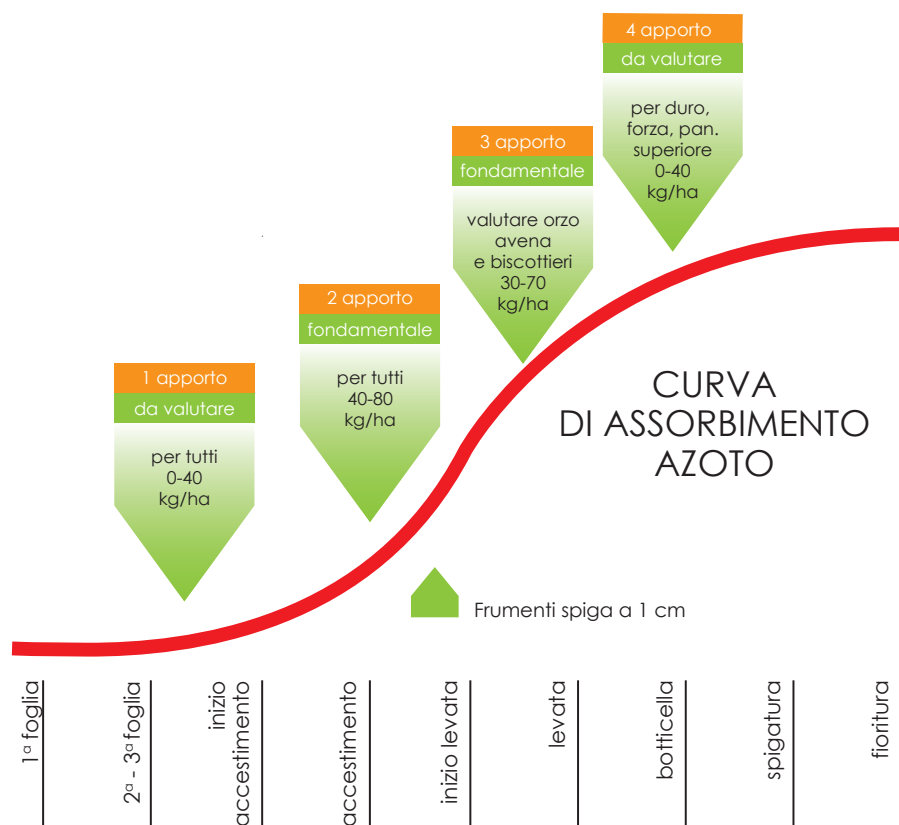 4 apporto
da valutare
per duro,
forza, pan.
superiore
0-40
kg/ha
3 apporto
fondamentale
valutare orzo
avena
e biscottieri
30-70
kg/ha
2 apporto
fondamentale
per tutti
40-80
kg/ha
1 apporto
da valutare
per tutti
0-40
kg/ha
CURVA
DI ASSORBIMENTO
AZOTO
Frumenti spiga a 1 cm
1ª foglia
2ª - 3ª foglia
inizio
accestimento
accestimento
inizio levata
levata
botticella
spigatura
fioritura